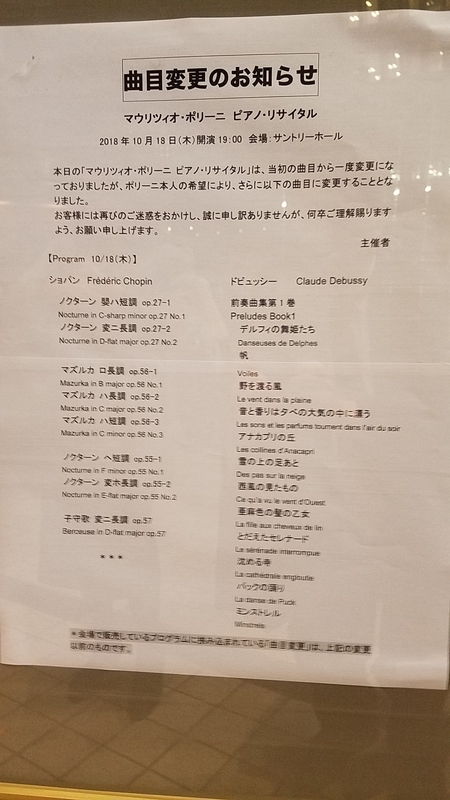 曲目変更のお知らせ
マウリツィオ・ポリーニ ピアノ・リサイタル
2018年10月18日(木)開演19:00 会場:サントリーホール
本日の「マウリツィオ・ポリーニ ピアノ・リサイタル」は、当初の曲目から一度変更にな
っておりましたが、ポリーニ本人の希望により、さらに以下の曲目に変更することとな
りました。
お客様には再びのご迷惑をおかけし、誠に申し訳ありませんが、何卒ご理解賜ります
よう、お願い申し上げます。
主催者
【Program 10/18(木)】
ショパン Frédéric Chopin
ノクターン 嬰ハ短調 op.27-1
Nocturne in C-sharp minor op.27 No.1
ノクターン 変ニ長調 op.27-2
Nocturne in D-flat major op.27 No.2
マズルカ ロ長調 op.56-1
Mazurka in B major op.56 No.1
マズルカ ハ長調 op.56-2
Mazurka in C major op.56 No.2
マズルカ ハ短調 op.56-3
Mazurka in C minor op.56 No.3
ノクターン ヘ短調 op.55-1
Nocturne in F minor op.55 No.1
ノクターン 変ホ長調 op.55-2
Nocturne in E-flat major op.55 No.2
子守歌 変ニ長調 op.57
Berceuse in D-flat major op.57
***
ドビュッシー Claude Debussy
前奏曲集第1巻
Preludes Book1
デルフィの舞姫たち
Danseuses de Delphes
帆
Voiles
野を渡る風
Le vent dans la plaine
音と香りは夕べの大気の中に漂う
Les sons et les parfums tournent dans l'air du soir
アナカプリの丘
Les collines d'Anacapri
雪の上の足あと
Des pas sur la neige
西風の見たもの
Ce qu'a vu le vent d'Ouest
亜麻色の髪の乙女
La fille aux cheveux de lin
とだえたセレナード
La sérénade interrompue
沈める寺
La cathédrale engloutie
パックの踊り
La danse de Puck
ミンストレル
Minstrels
*会場で販売しているプログラムに挟み込まれている「曲目変更」は、上記の変更
以前のものです。